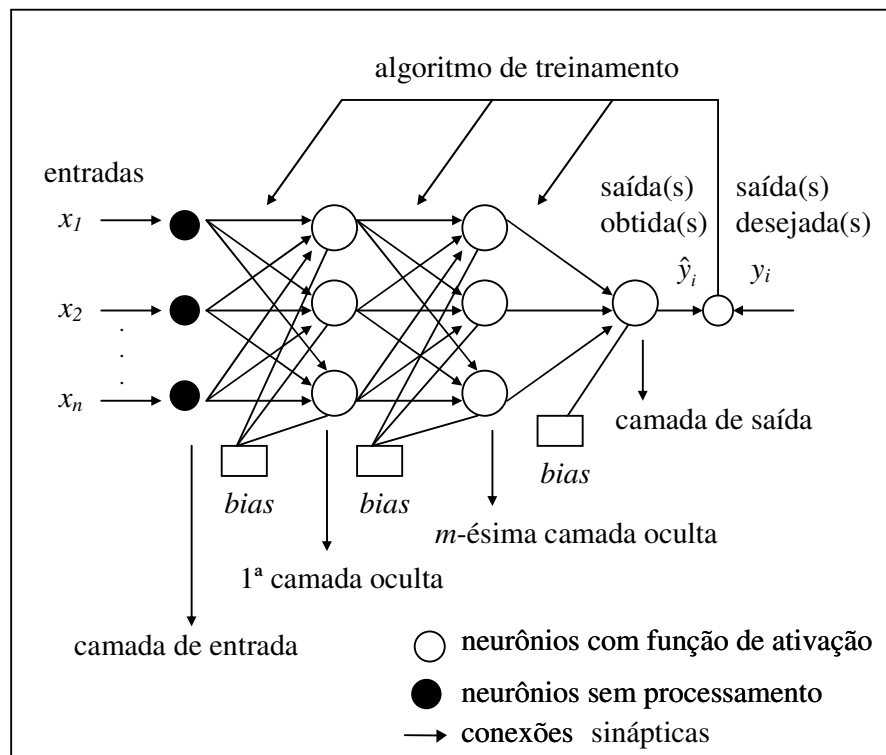 algoritmo de treinamento
entradas
saída(s) saída(s)
obtida(s) desejada(s)
x1
ŷi yi
x2
.
.
.
xn
camada de saída
bias bias bias
m-ésima camada oculta
1ª camada oculta
camada de entrada
neurônios com função de ativação
neurônios sem processamento
conexões sinápticas